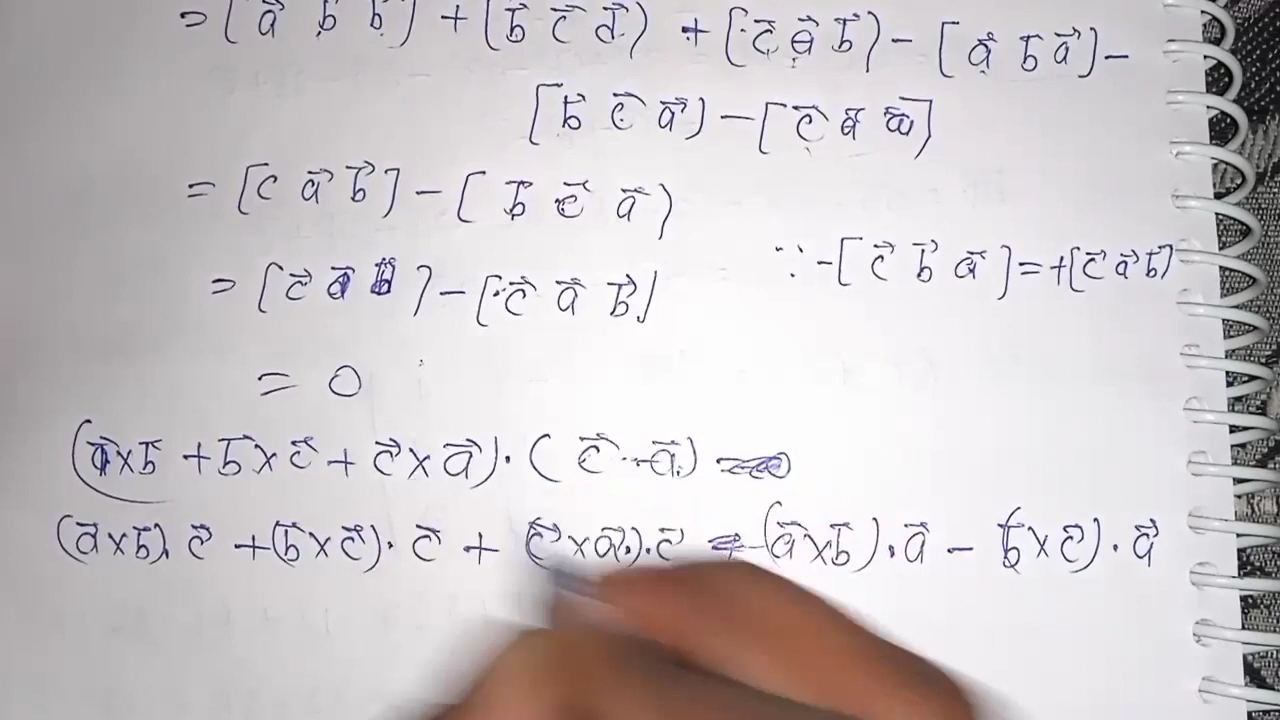 = [a⃗ b⃗ b⃗] + [b⃗ c⃗ d⃗) + [c⃗ a⃗ b⃗) - [a⃗ b⃗ a⃗) -
[b⃗ c⃗ a⃗) - [c⃗ a⃗ a⃗]
= [c a⃗ b⃗] - [b⃗ c⃗ a⃗)
= [c⃗ a⃗ b⃗] - [c⃗ a⃗ b⃗]
∵ -[c⃗ b⃗ a⃗] = +[c⃗ a⃗ b⃗]
= 0
(a⃗×b⃗ + b⃗×c⃗ + c⃗×a⃗)·(c⃗ - a⃗) =
(a⃗×b⃗)·c⃗ + (b⃗×c⃗)·c⃗ + (c⃗×a⃗)·c⃗ - (a⃗×b⃗)·a⃗ - (b⃗×c⃗)·a⃗